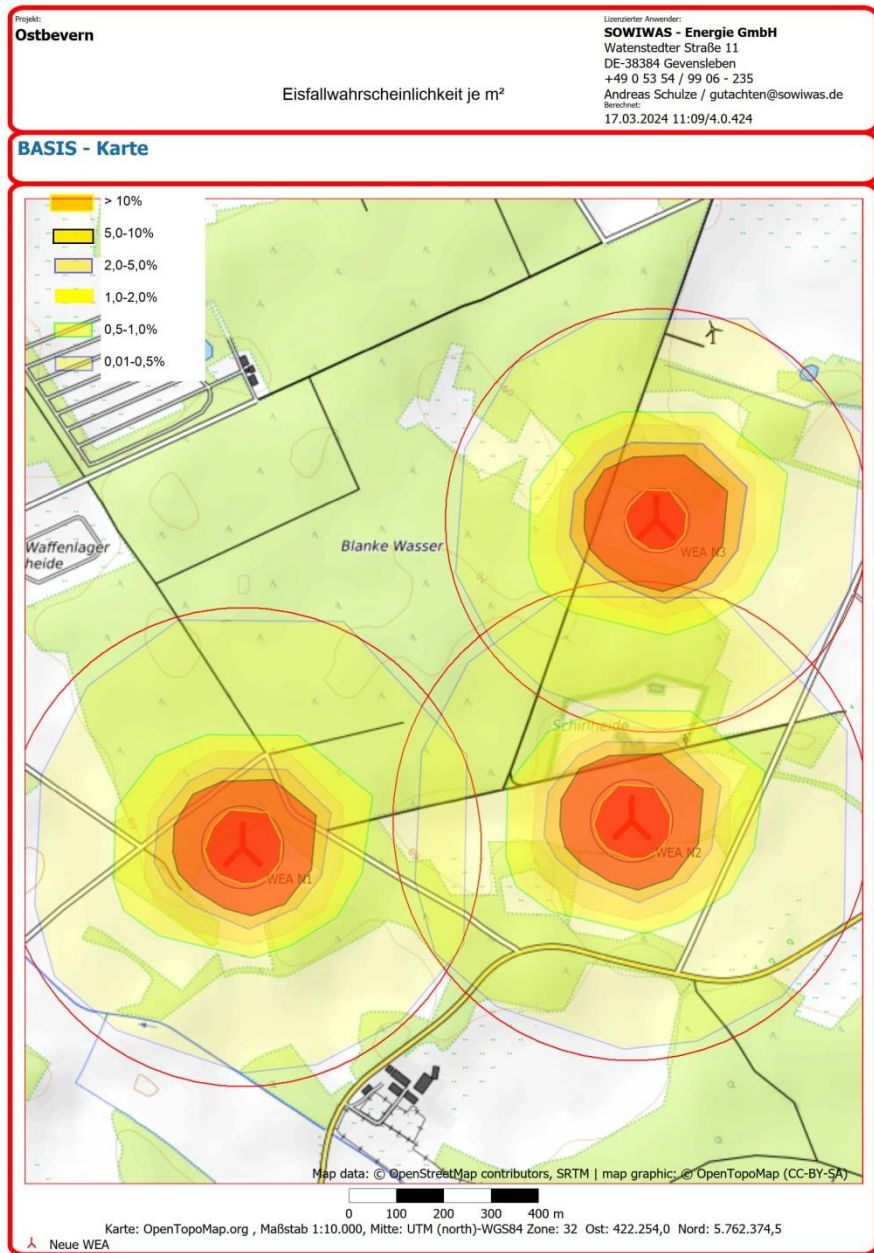 Projekt:
Ostbevern
Eisfallwahrscheinlichkeit je m²
Lizenzierter Anwender:
SOWIWAS - Energie GmbH
Watenstedter Straße 11
DE-38384 Gevensleben
+49 0 53 54 / 99 06 - 235
Andreas Schulze / gutachten@sowiwas.de
Berechnet:
17.03.2024 11:09/4.0.424
BASIS - Karte
> 10%
5,0-10%
2,0-5,0%
1,0-2,0%
0,5-1,0%
0,01-0,5%
Waffenlager
heide
Blanke Wasser
WEA N3
Schirlheide
WEA N1
WEA N2
Map data: © OpenStreetMap contributors, SRTM | map graphic: © OpenTopoMap (CC-BY-SA)
0 100 200 300 400 m
Karte: OpenTopoMap.org , Maßstab 1:10.000, Mitte: UTM (north)-WGS84 Zone: 32 Ost: 422.254,0 Nord: 5.762.374,5
Neue WEA